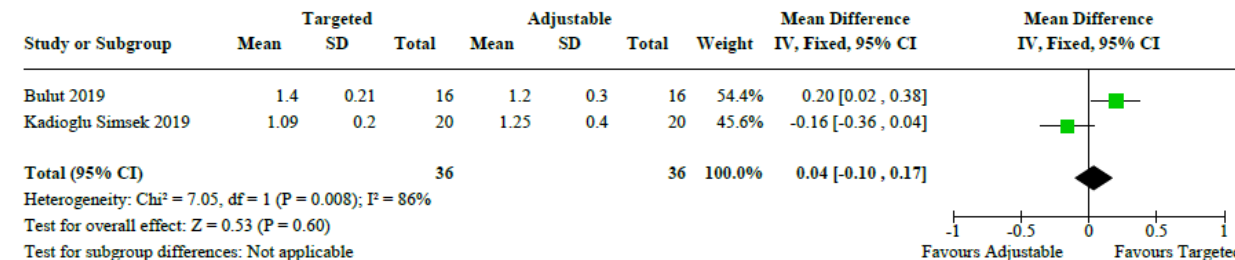 Targeted Adjustable Mean Difference Mean Difference
Study or Subgroup Mean SD Total Mean SD Total Weight IV, Fixed, 95% CI IV, Fixed, 95% CI
Bulut 2019 1.4 0.21 16 1.2 0.3 16 54.4% 0.20 [0.02 , 0.38]
Kadioglu Simsek 2019 1.09 0.2 20 1.25 0.4 20 45.6% -0.16 [-0.36 , 0.04]
Total (95% CI) 36 36 100.0% 0.04 [-0.10 , 0.17]
Heterogeneity: Chi² = 7.05, df = 1 (P = 0.008); I² = 86%
Test for overall effect: Z = 0.53 (P = 0.60)
-1 -0.5 0 0.5 1
Test for subgroup differences: Not applicable Favours Adjustable Favours Targeted